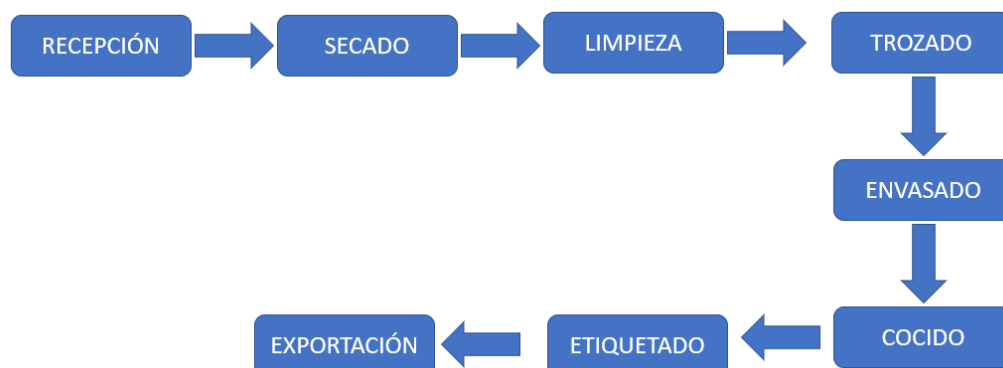 RECEPCIÓN
SECADO
LIMPIEZA
TROZADO
ENVASADO
COCIDO
ETIQUETADO
EXPORTACIÓN